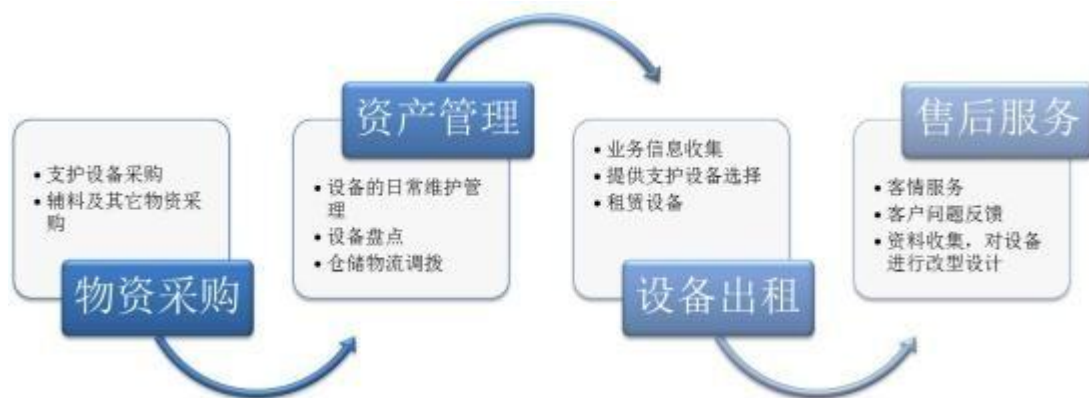 物资采购
• 支护设备采购
• 辅料及其它物资采
购
资产管理
• 设备的日常维护管
理
• 设备盘点
• 仓储物流调拨
设备出租
• 业务信息收集
• 提供支护设备选择
• 租赁设备
售后服务
• 客情服务
• 客户问题反馈
• 资料收集，对设备
进行改型设计